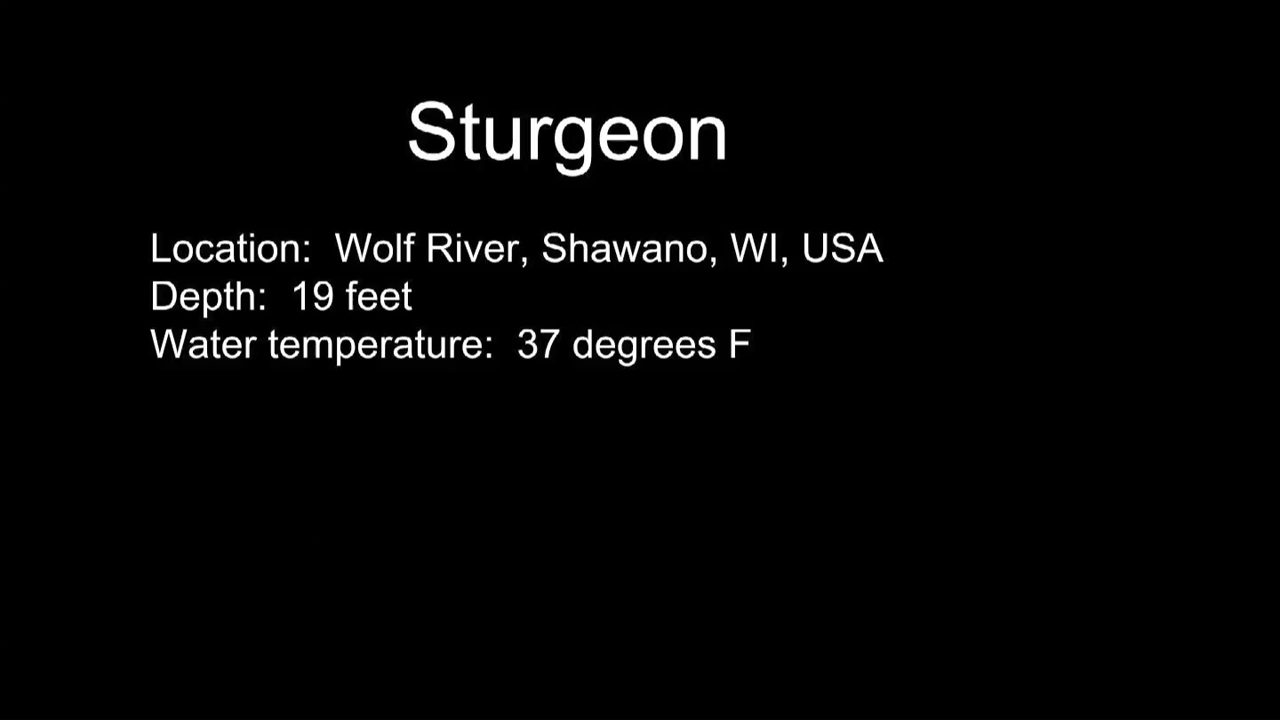 Sturgeon
Location:  Wolf River, Shawano, WI, USA
Depth:  19 feet
Water temperature:  37 degrees F